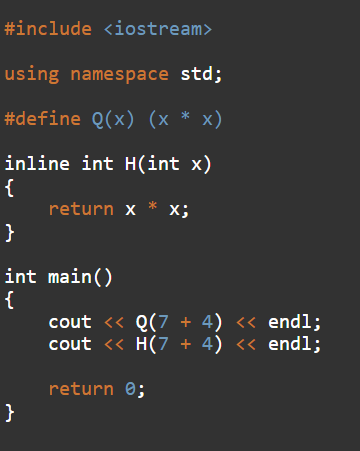 #include <iostream>
using namespace std;
#define Q(x) (x * x)
inline int H(int x)
{
    return x * x;
}
int main()
{
    cout << Q(7 + 4) << endl;
    cout << H(7 + 4) << endl;
    return 0;
}